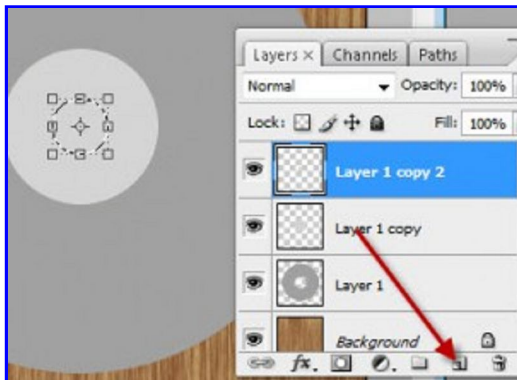 Layers × Channels Paths
Normal Opacity: 100%
Lock: Fill: 100%
Layer 1 copy 2
Layer 1 copy
Layer 1
Background
fx.